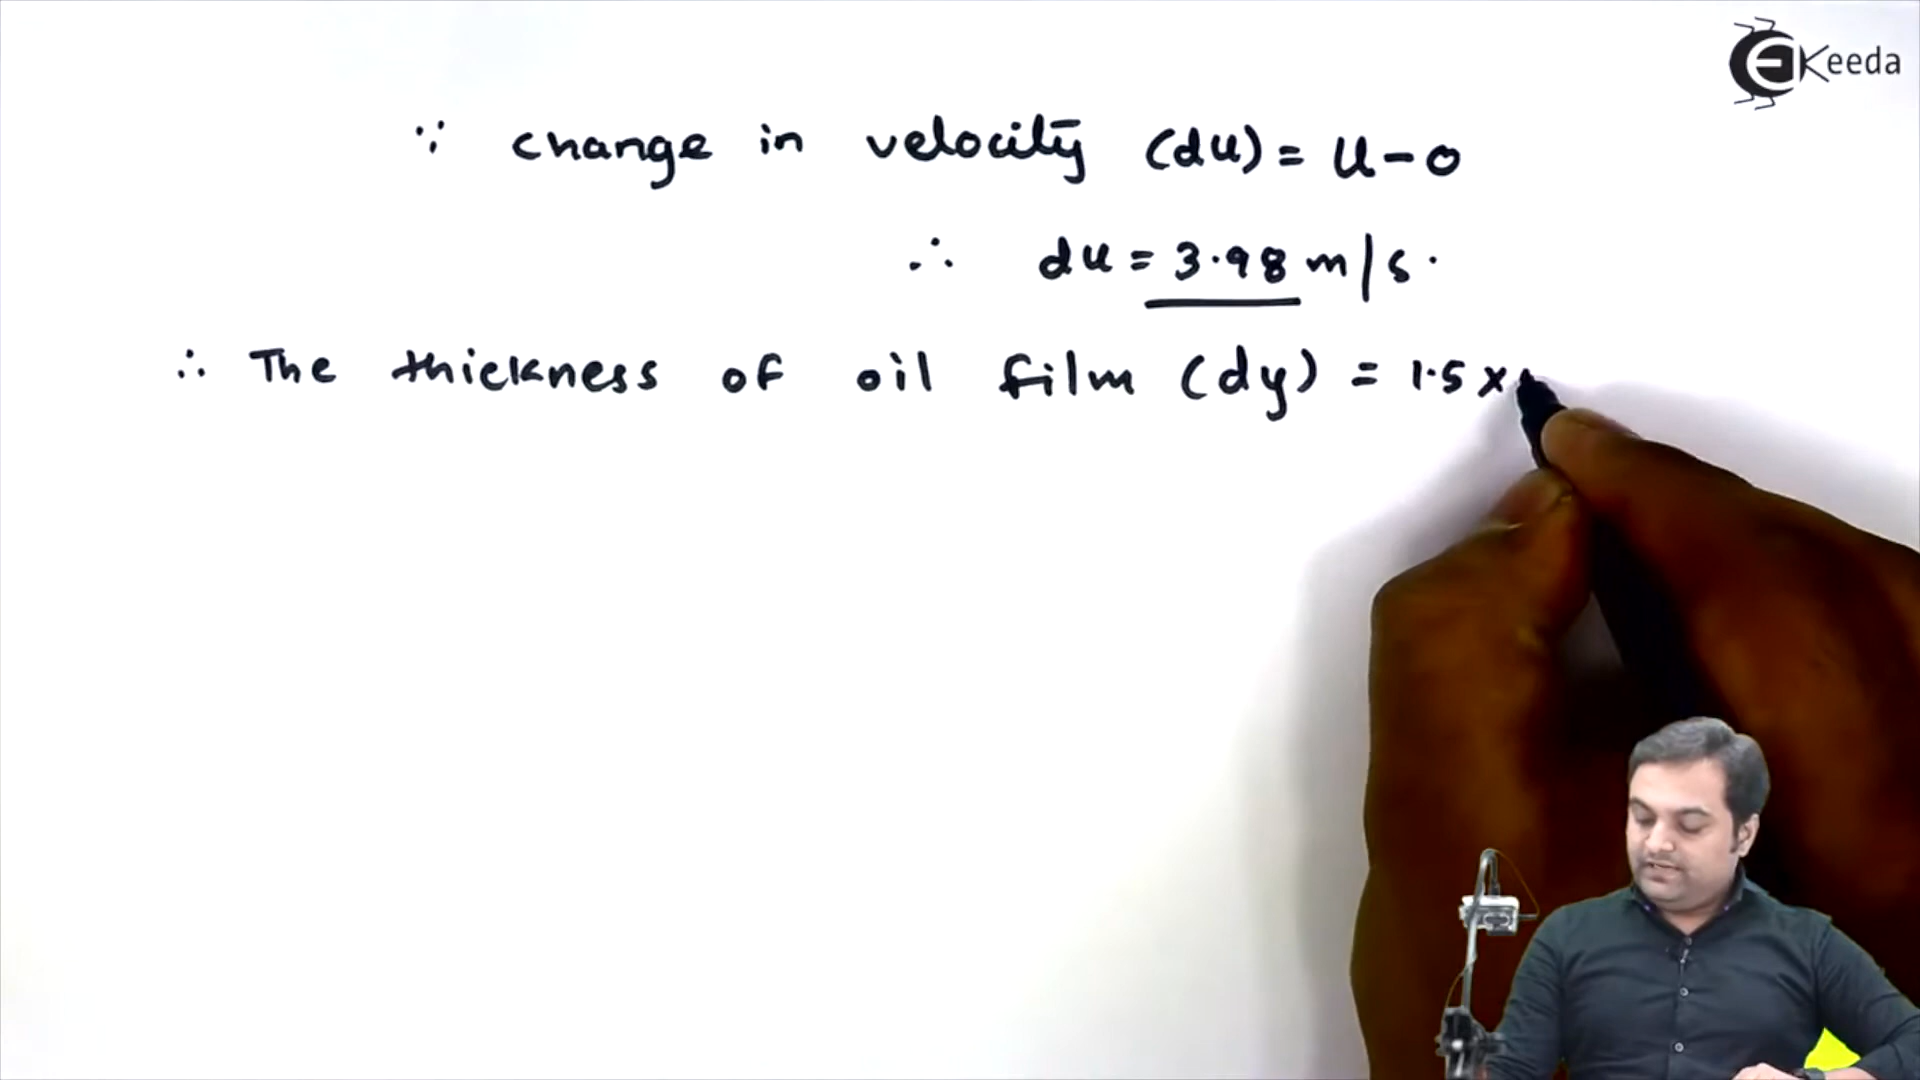 EKeeda
∵ change in velocity (du) = u - 0
∴ du = 3.98 m/s.
∴ The thickness of oil film (dy) = 1.5 x